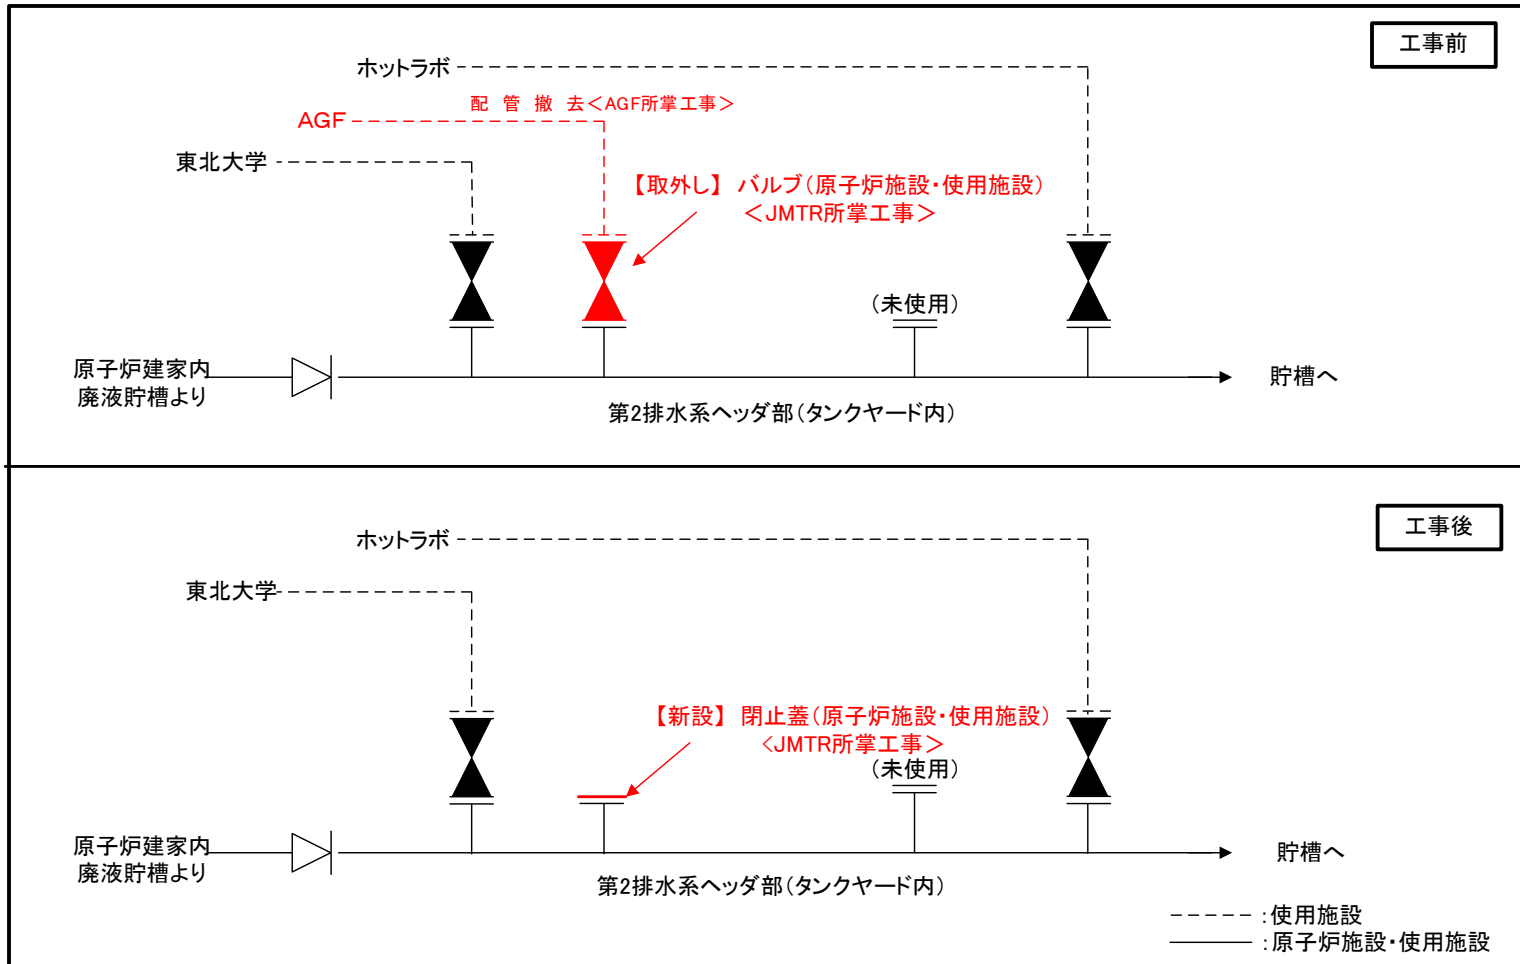 工事前
ホットラボ
配 管 撤 去<AGF所掌工事>
AGF
東北大学
【取外し】 バルブ(原子炉施設・使用施設)
<JMTR所掌工事>
(未使用)
原子炉建家内
廃液貯槽より
貯槽へ
第2排水系ヘッダ部(タンクヤード内)
工事後
ホットラボ
東北大学
【新設】 閉止蓋(原子炉施設・使用施設)
<JMTR所掌工事>
(未使用)
原子炉建家内
廃液貯槽より
貯槽へ
第2排水系ヘッダ部(タンクヤード内)
:使用施設
:原子炉施設・使用施設